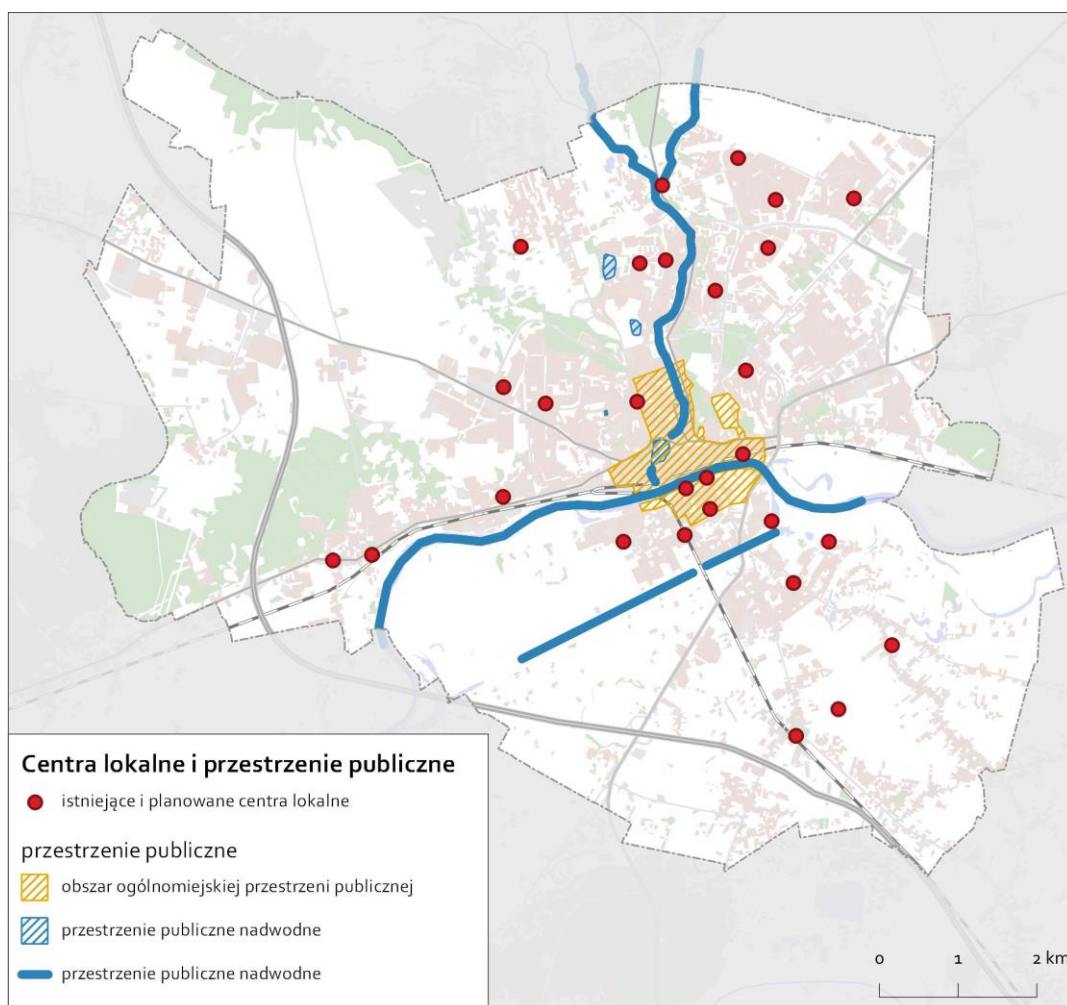 Centra lokalne i przestrzenie publiczne
istniejące i planowane centra lokalne
przestrzenie publiczne
obszar ogólnomiejskiej przestrzeni publicznej
przestrzenie publiczne nadwodne
przestrzenie publiczne nadwodne
0 1 2 km